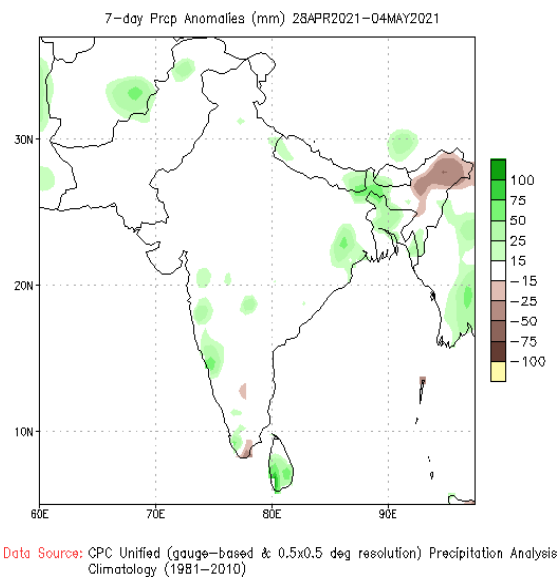 7-day Prcp Anomalies (mm) 28APR2021-04MAY2021
30N
20N
10N
60E 70E 80E 90E
100
75
50
25
15
-15
-25
-50
-75
-100
Data Source: CPC Unified (gauge-based & 0.5x0.5 deg resolution) Precipitation Analysis
Climatology (1981-2010)